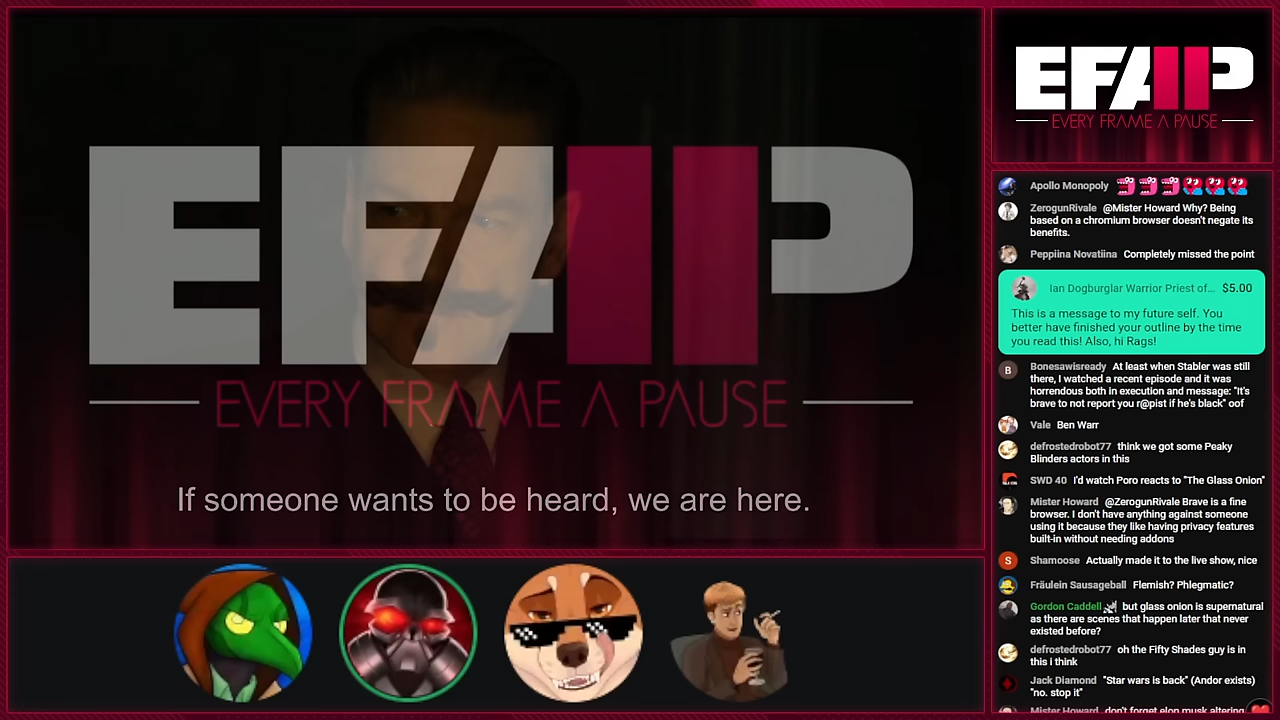 EFAP
EVERY FRAME A PAUSE
If someone wants to be heard, we are here.
EFAP
EVERY FRAME A PAUSE
Apollo Monopoly
ZerogunRivale @Mister Howard Why? Being
based on a chromium browser doesn't negate its
benefits.
Peppiina Novatiina Completely missed the point
Ian Dogburglar Warrior Priest of... $5.00
This is a message to my future self. You
better have finished your outline by the time
you read this! Also, hi Rags!
B
Bonesawisready At least when Stabler was still
there, I watched a recent episode and it was
horrendous both in execution and message: "It's
brave to not report you r@pist if he's black" oof
Vale Ben Warr
defrostedrobot77 think we got some Peaky
Blinders actors in this
SWD 40 I'd watch Poro reacts to "The Glass Onion"
Mister Howard @ZerogunRivale Brave is a fine
browser. I don't have anything against someone
using it because they like having privacy features
built-in without needing addons
S
Shamoose Actually made it to the live show, nice
Fräulein Sausageball Flemish? Phlegmatic?
Gordon Caddell but glass onion is supernatural
as there are scenes that happen later that never
existed before?
defrostedrobot77 oh the Fifty Shades guy is in
this i think
Jack Diamond "Star wars is back" (Andor exists)
"no. stop it"
Mister Howard don't forget elon musk altering